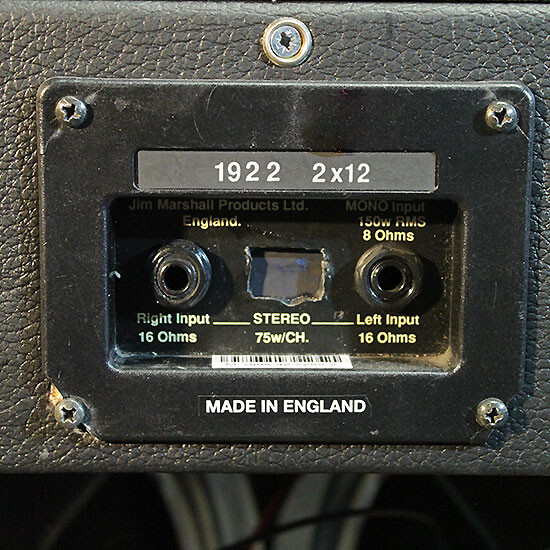 1922 2x12
Jim Marshall Products Ltd.
England.
MONO Input
150w RMS
8 Ohms
Right Input
16 Ohms
STEREO
75w/CH.
Left Input
16 Ohms
MADE IN ENGLAND